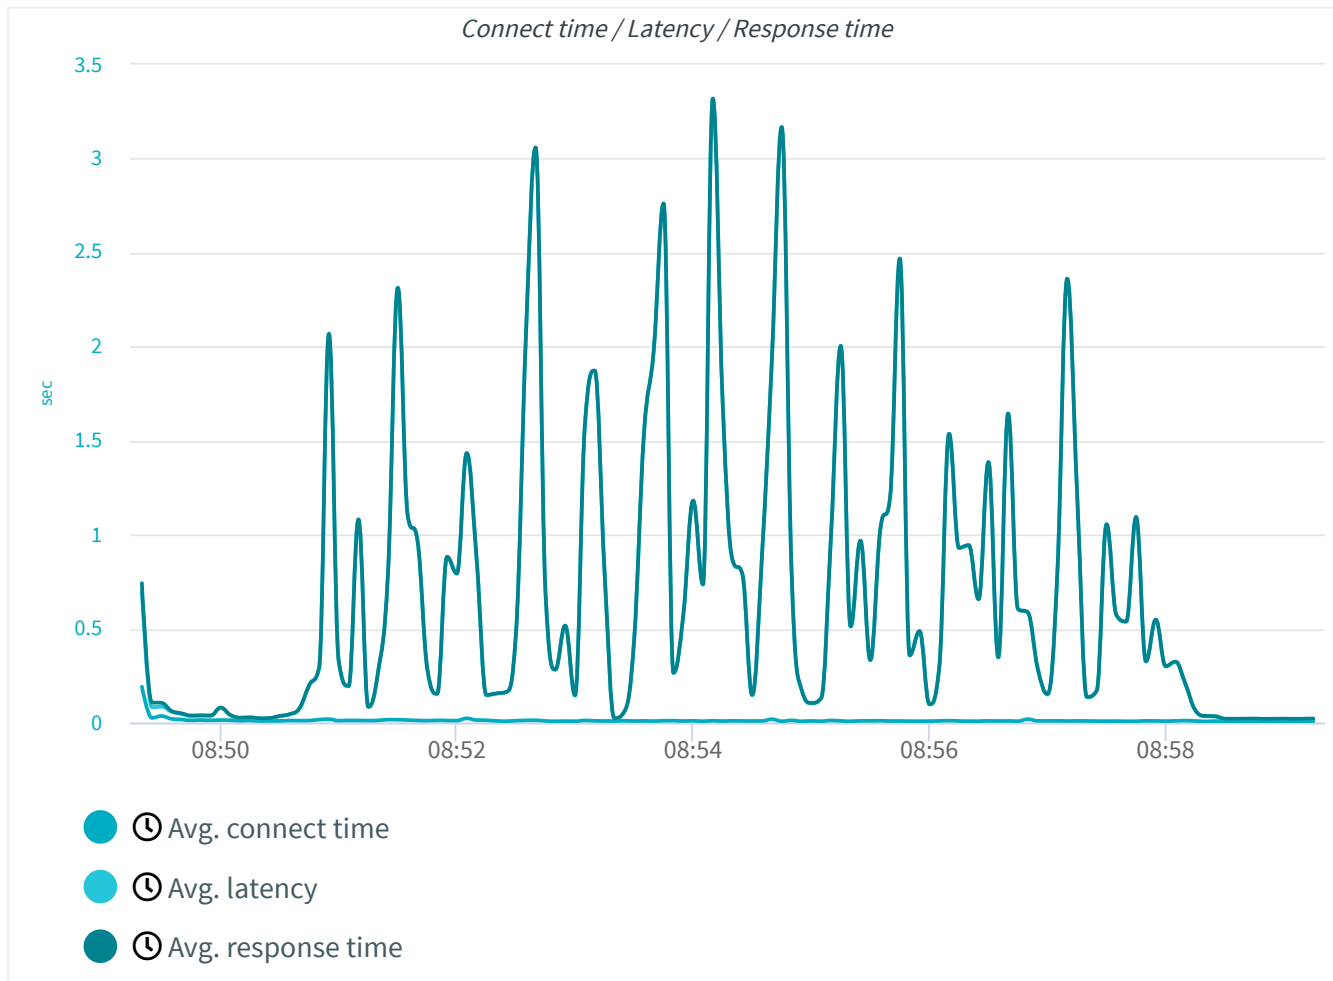 Connect time / Latency / Response time
3.5
3
2.5
2
1.5
1
0.5
0
sec
08:50 08:52 08:54 08:56 08:58
Avg. connect time
Avg. latency
Avg. response time